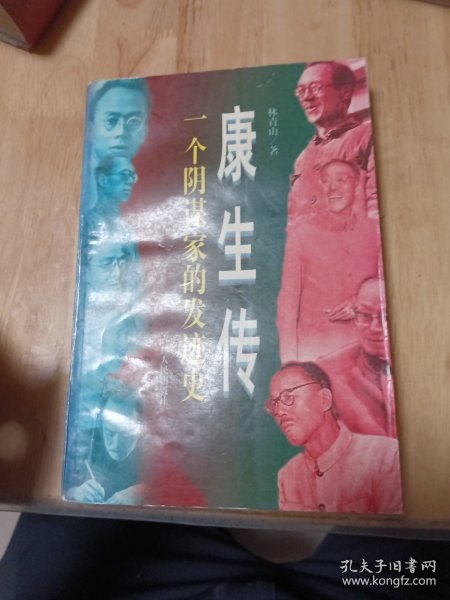 康生传
一个阴谋家的发迹史
林青山 著
孔夫子旧书网
www.kongfz.com